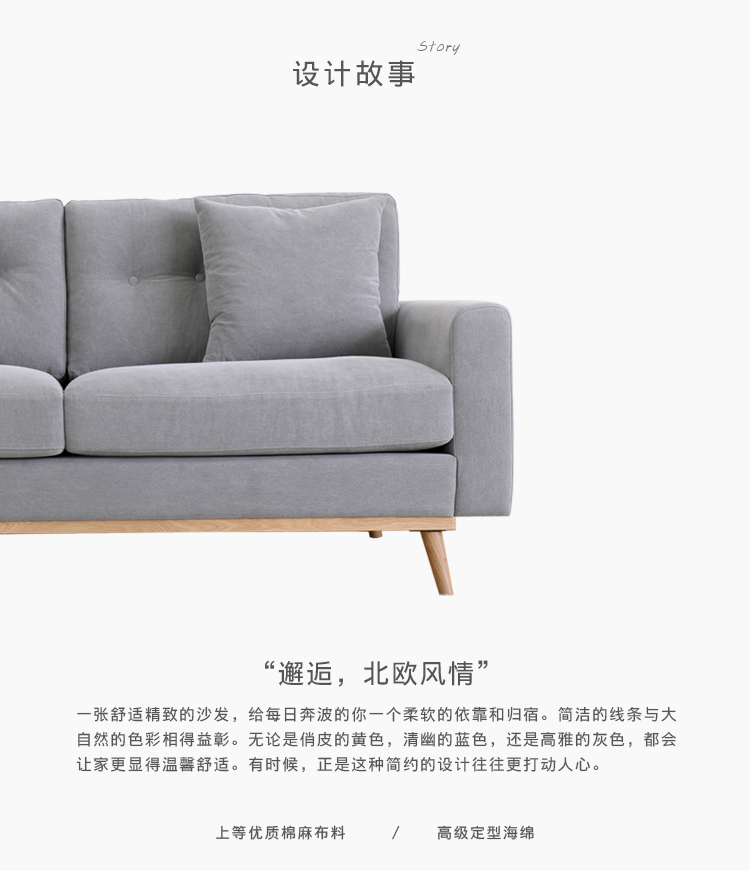 Story
设计故事
“邂逅，北欧风情”
一张舒适精致的沙发，给每日奔波的你一个柔软的依靠和归宿。简洁的线条与大
自然的色彩相得益彰。无论是俏皮的黄色，清幽的蓝色，还是高雅的灰色，都会
让家更显得温馨舒适。有时候，正是这种简约的设计往往更打动人心。
上等优质棉麻布料 / 高级定型海绵